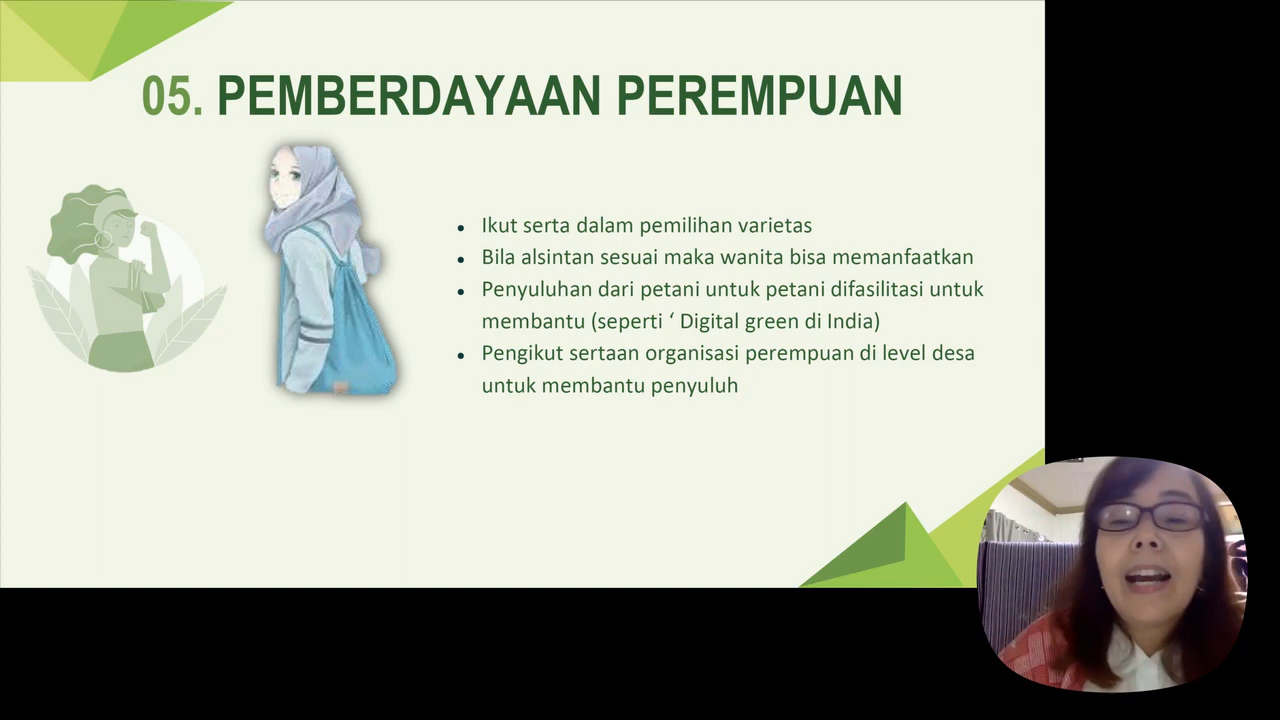 05. PEMBERDAYAAN PEREMPUAN
• Ikut serta dalam pemilihan varietas
• Bila alsintan sesuai maka wanita bisa memanfaatkan
• Penyuluhan dari petani untuk petani difasilitasi untuk
membantu (seperti ‘ Digital green di India)
• Pengikut sertaan organisasi perempuan di level desa
untuk membantu penyuluh